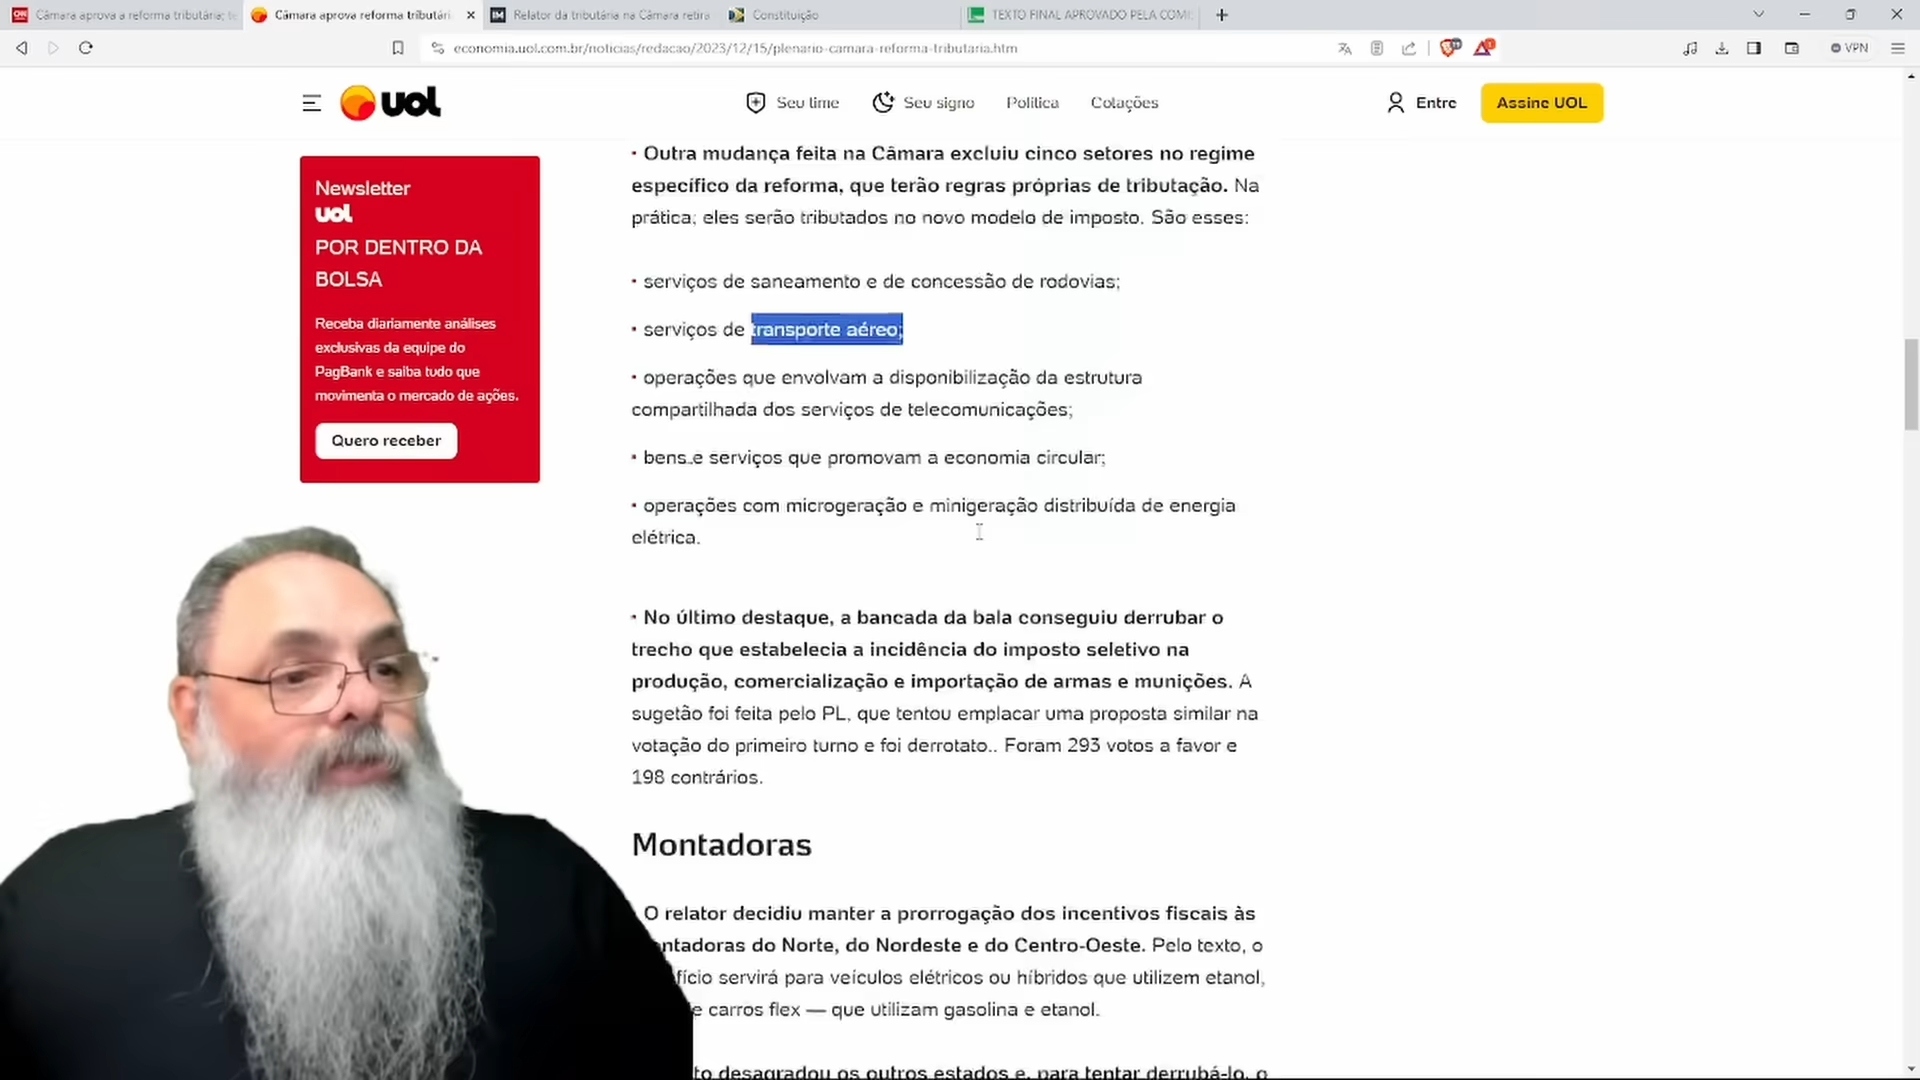 Câmara aprova a reforma tributária; te
Câmara aprova reforma tributári
Relator da tributária na Câmara retira
Constituição
TEXTO FINAL APROVADO PELA COMI
economia.uol.com.br/noticias/redacao/2023/12/15/plenario-camara-reforma-tributaria.htm
VPN
uol
Seu time
Seu signo
Política
Cotações
Entre
Assine UOL
Newsletter
uol
POR DENTRO DA
BOLSA
Receba diariamente análises
exclusivas da equipe do
PagBank e saiba tudo que
movimenta o mercado de ações.
Quero receber
• Outra mudança feita na Câmara excluiu cinco setores no regime
específico da reforma, que terão regras próprias de tributação. Na
prática, eles serão tributados no novo modelo de imposto. São esses:
• serviços de saneamento e de concessão de rodovias;
• serviços de transporte aéreo;
• operações que envolvam a disponibilização da estrutura
compartilhada dos serviços de telecomunicações;
• bens e serviços que promovam a economia circular;
• operações com microgeração e minigeração distribuída de energia
elétrica.
• No último destaque, a bancada da bala conseguiu derrubar o
trecho que estabelecia a incidência do imposto seletivo na
produção, comercialização e importação de armas e munições. A
sugetão foi feita pelo PL, que tentou emplacar uma proposta similar na
votação do primeiro turno e foi derrotato.. Foram 293 votos a favor e
198 contrários.
Montadoras
O relator decidiu manter a prorrogação dos incentivos fiscais às
ontadoras do Norte, do Nordeste e do Centro-Oeste. Pelo texto, o
fício servirá para veículos elétricos ou híbridos que utilizem etanol,
e carros flex — que utilizam gasolina e etanol.
to desagradou os outros estados e, para tentar derrubá-lo, o